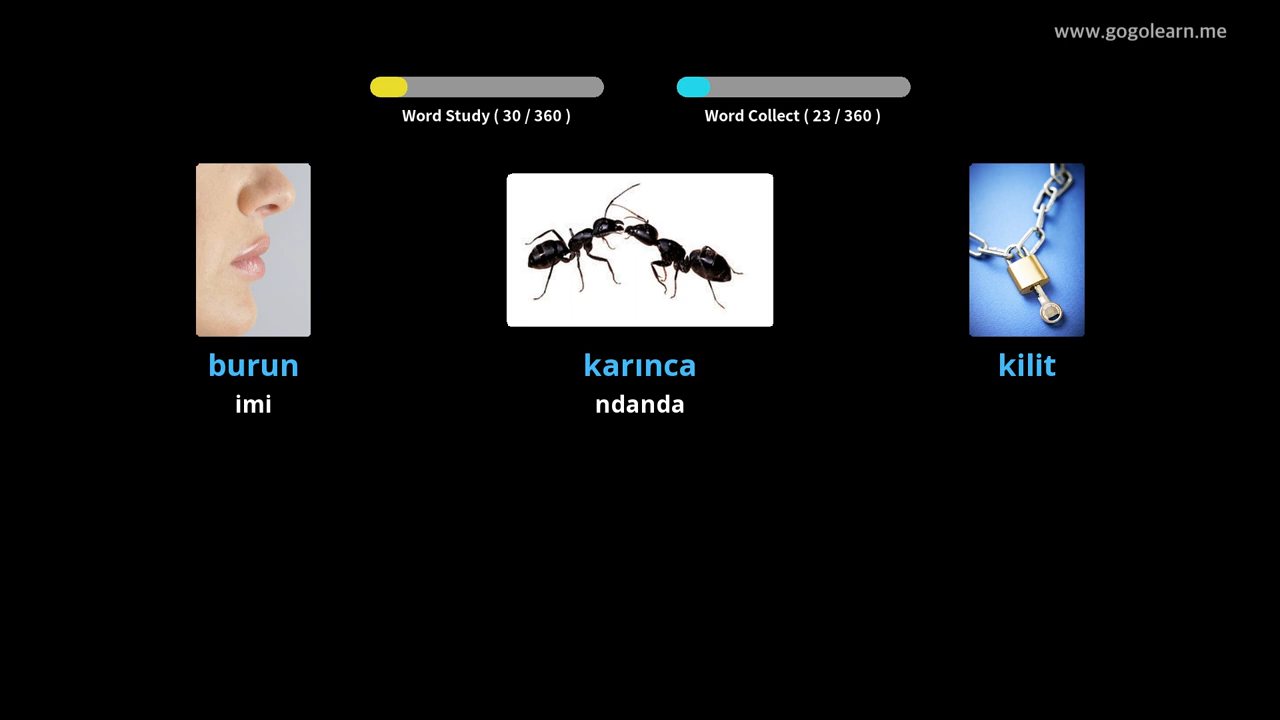 www.gogolearn.me
Word Study ( 30 / 360 )
Word Collect ( 23 / 360 )
burun
karınca
kilit
imi
ndanda